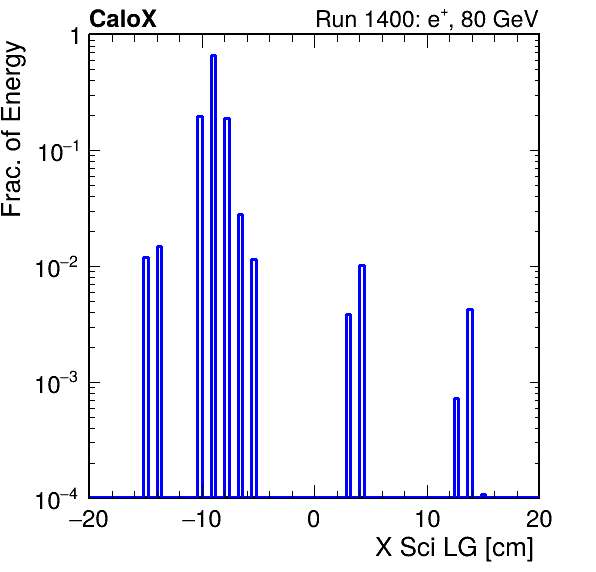 CaloX Run 1400: e⁺, 80 GeV
Frac. of Energy
1
10⁻¹
10⁻²
10⁻³
10⁻⁴
−20 −10 0 10 20
X Sci LG [cm]